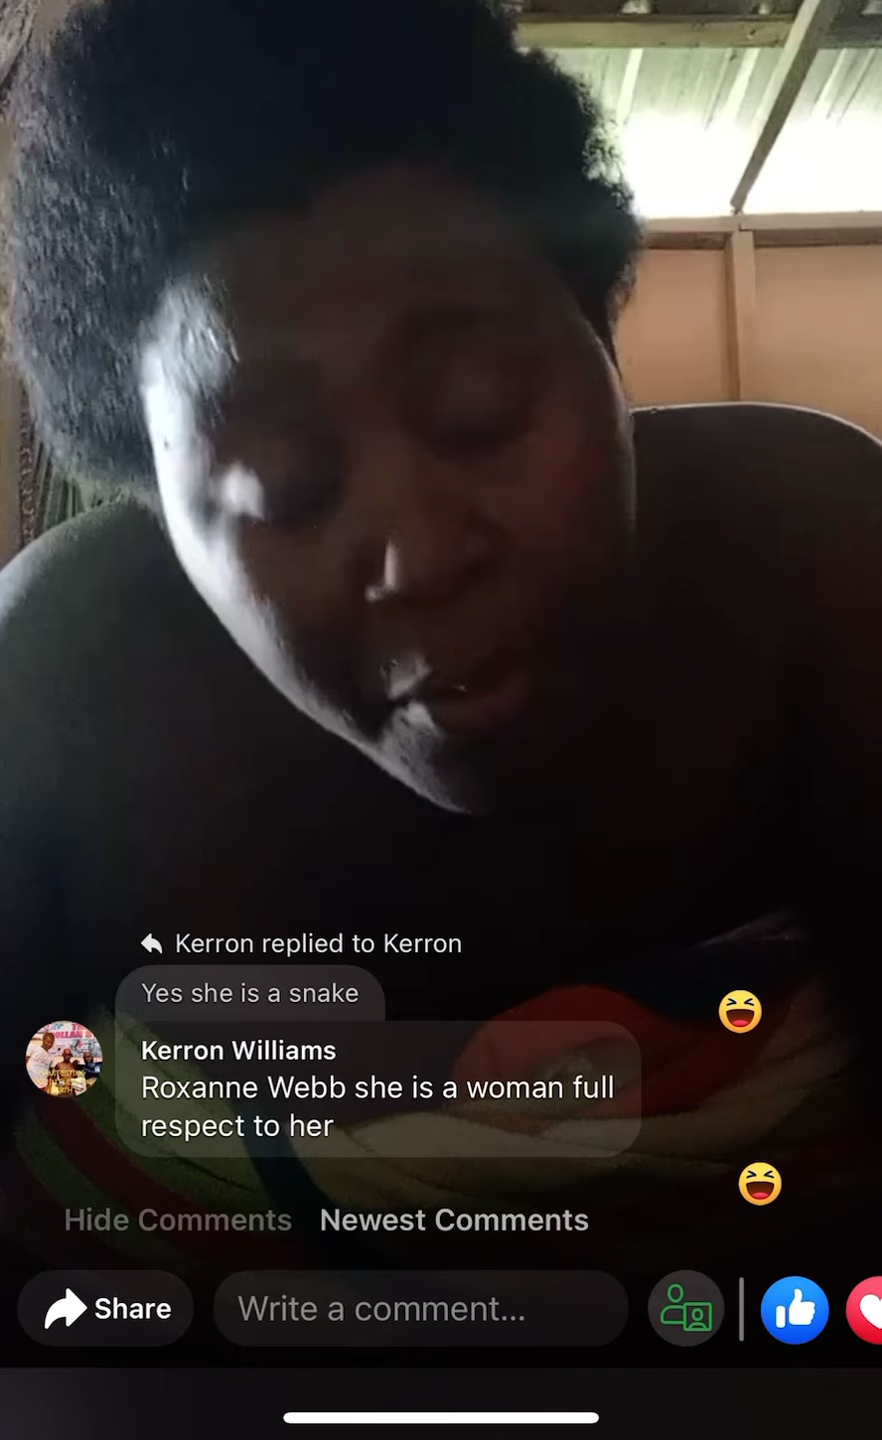 Kerron replied to Kerron
Yes she is a snake
Kerron Williams
Roxanne Webb she is a woman full
respect to her
Hide Comments Newest Comments
Share Write a comment...